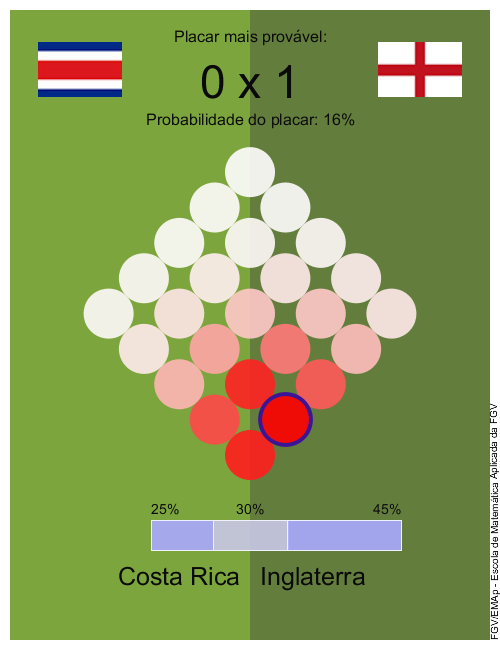 Placar mais provável:
0 x 1
Probabilidade do placar: 16%
25%
30%
45%
Costa Rica
Inglaterra
FGV/EMAp - Escola de Matemática Aplicada da FGV